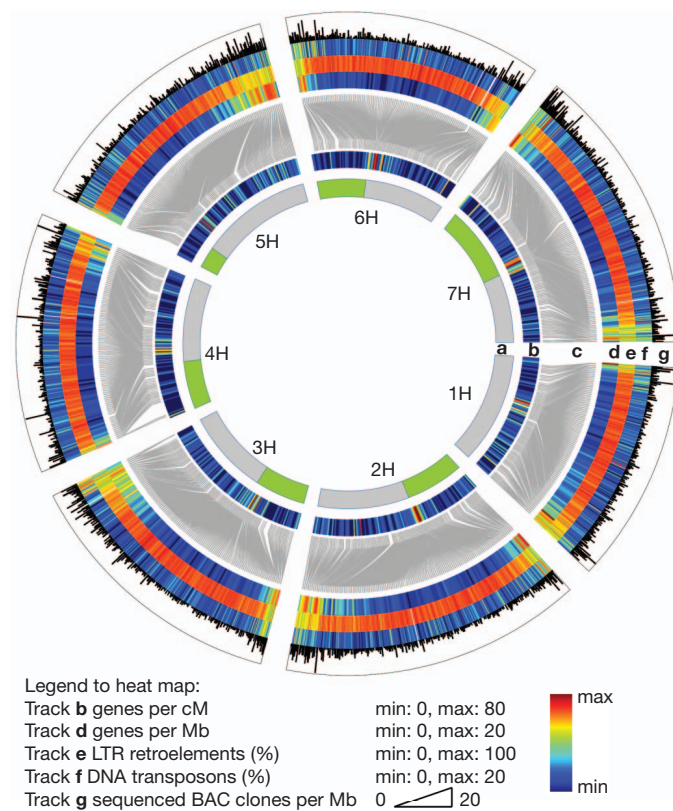 5H
6H
7H
4H
a b c d e f g
1H
3H
2H
Legend to heat map:
Track b genes per cM min: 0, max: 80
Track d genes per Mb min: 0, max: 20
Track e LTR retroelements (%) min: 0, max: 100
Track f DNA transposons (%) min: 0, max: 20
Track g sequenced BAC clones per Mb 0 20
max
min